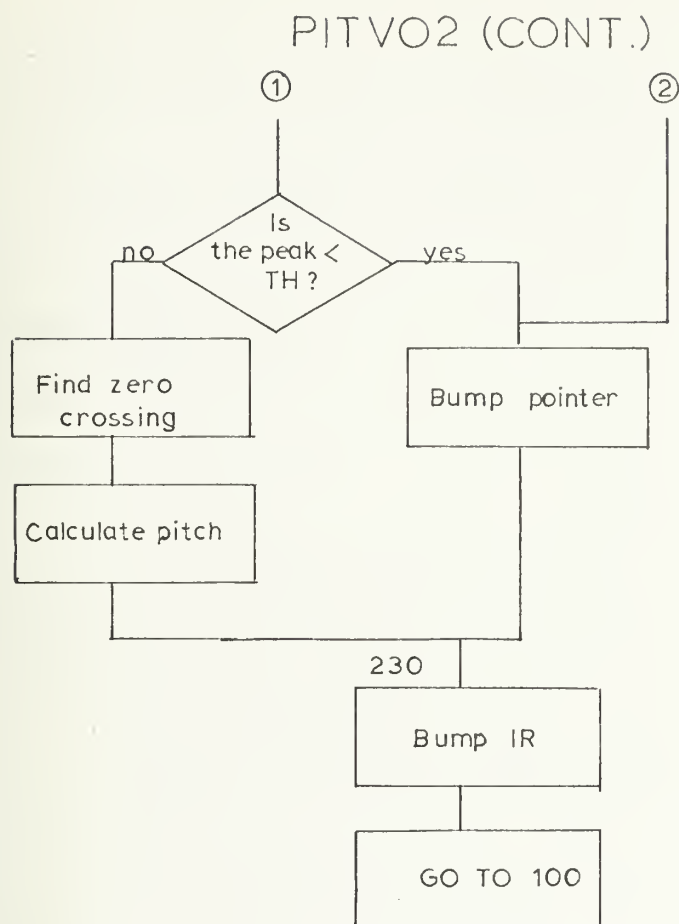 PITVO2 (CONT.)
1
2
Is
the peak <
TH?
no
yes
Find zero
crossing
Bump pointer
Calculate pitch
230
Bump IR
GO TO 100